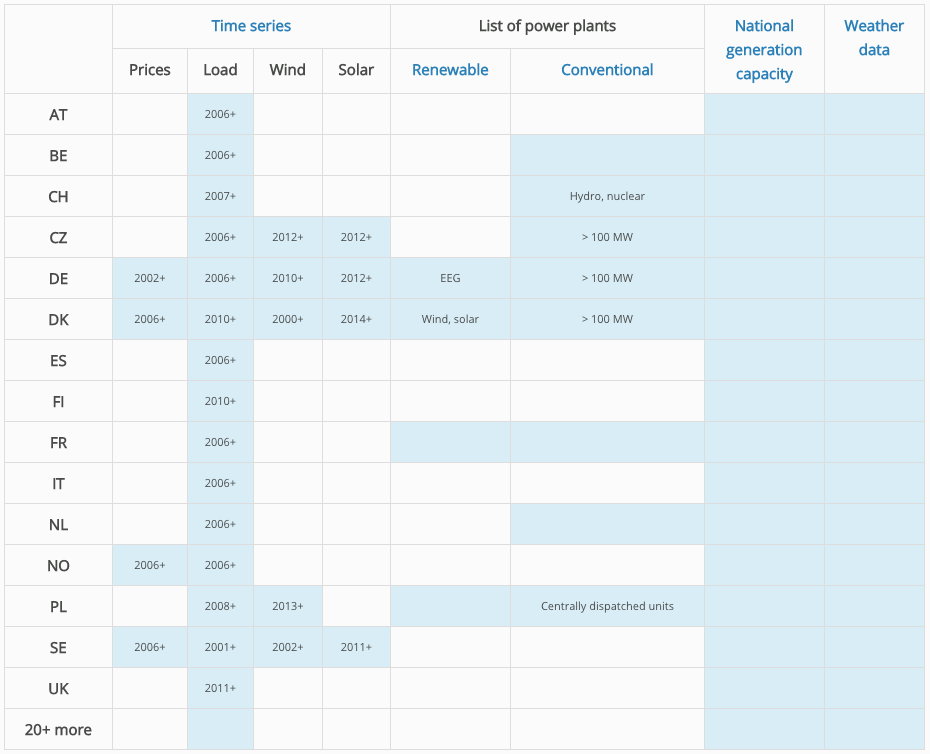 Time series List of power plants National generation capacity Weather data
Prices Load Wind Solar Renewable Conventional
AT 2006+
BE 2006+
CH 2007+ Hydro, nuclear
CZ 2006+ 2012+ 2012+ > 100 MW
DE 2002+ 2006+ 2010+ 2012+ EEG > 100 MW
DK 2006+ 2010+ 2000+ 2014+ Wind, solar > 100 MW
ES 2006+
FI 2010+
FR 2006+
IT 2006+
NL 2006+
NO 2006+ 2006+
PL 2008+ 2013+ Centrally dispatched units
SE 2006+ 2001+ 2002+ 2011+
UK 2011+
20+ more